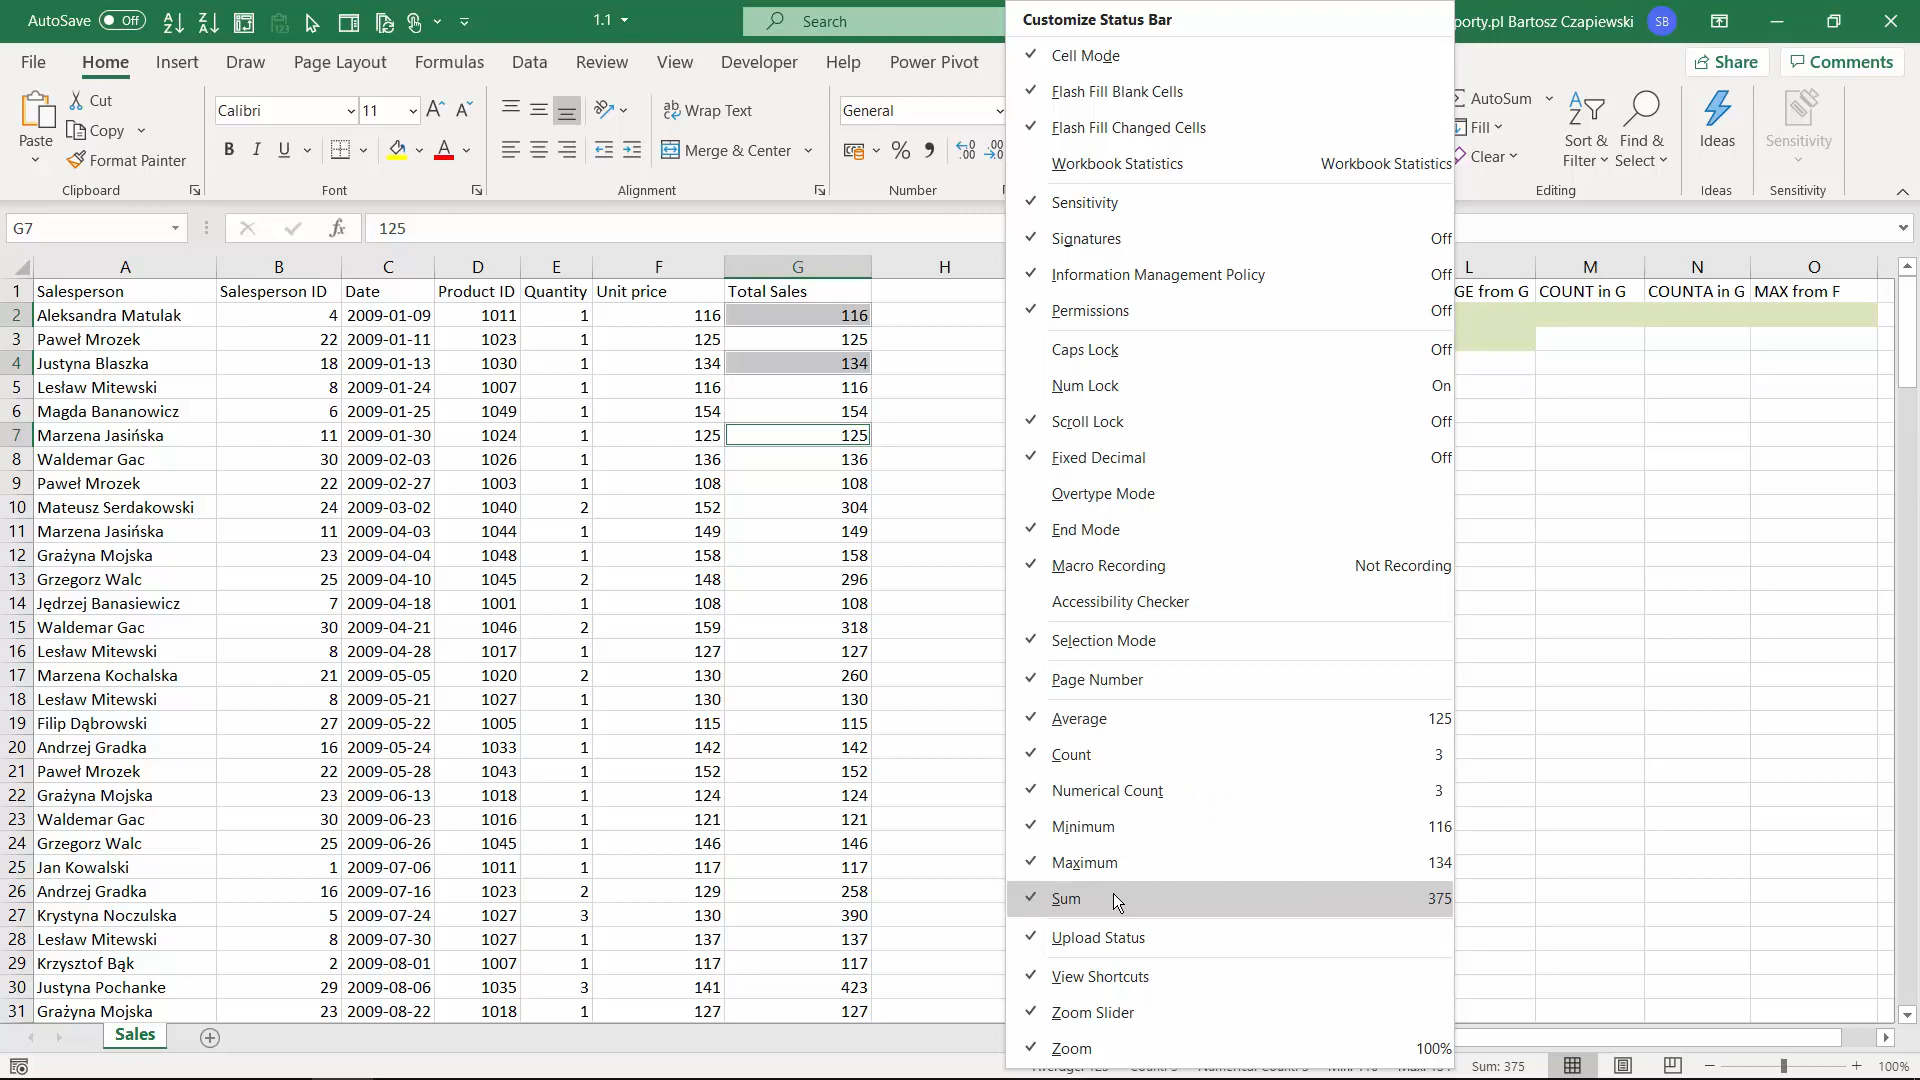 AutoSave Off 1.1 Search porty.pl Bartosz Czapiewski SB
File Home Insert Draw Page Layout Formulas Data Review View Developer Help Power Pivot Share Comments
Paste Cut Copy Format Painter Clipboard
Calibri 11 B I U A Font
Wrap Text Merge & Center Alignment
General % Number
AutoSum Fill Clear Sort & Filter Find & Select Editing
Ideas Ideas
Sensitivity Sensitivity
G7 fx 125
A B C D E F G H L M N O
1 Salesperson Salesperson ID Date Product ID Quantity Unit price Total Sales GE from G COUNT in G COUNTA in G MAX from F
2 Aleksandra Matulak 4 2009-01-09 1011 1 116 116
3 Paweł Mrozek 22 2009-01-11 1023 1 125 125
4 Justyna Blaszka 18 2009-01-13 1030 1 134 134
5 Lesław Mitewski 8 2009-01-24 1007 1 116 116
6 Magda Bananowicz 6 2009-01-25 1049 1 154 154
7 Marzena Jasińska 11 2009-01-30 1024 1 125 125
8 Waldemar Gac 30 2009-02-03 1026 1 136 136
9 Paweł Mrozek 22 2009-02-27 1003 1 108 108
10 Mateusz Serdakowski 24 2009-03-02 1040 2 152 304
11 Marzena Jasińska 11 2009-04-03 1044 1 149 149
12 Grażyna Mojska 23 2009-04-04 1048 1 158 158
13 Grzegorz Walc 25 2009-04-10 1045 2 148 296
14 Jędrzej Banasiewicz 7 2009-04-18 1001 1 108 108
15 Waldemar Gac 30 2009-04-21 1046 2 159 318
16 Lesław Mitewski 8 2009-04-28 1017 1 127 127
17 Marzena Kochalska 21 2009-05-05 1020 2 130 260
18 Lesław Mitewski 8 2009-05-21 1027 1 130 130
19 Filip Dąbrowski 27 2009-05-22 1005 1 115 115
20 Andrzej Gradka 16 2009-05-24 1033 1 142 142
21 Paweł Mrozek 22 2009-05-28 1043 1 152 152
22 Grażyna Mojska 23 2009-06-13 1018 1 124 124
23 Waldemar Gac 30 2009-06-23 1016 1 121 121
24 Grzegorz Walc 25 2009-06-26 1045 1 146 146
25 Jan Kowalski 1 2009-07-06 1011 1 117 117
26 Andrzej Gradka 16 2009-07-16 1023 2 129 258
27 Krystyna Noczulska 5 2009-07-24 1027 3 130 390
28 Lesław Mitewski 8 2009-07-30 1027 1 137 137
29 Krzysztof Bąk 2 2009-08-01 1007 1 117 117
30 Justyna Pochanke 29 2009-08-06 1035 3 141 423
31 Grażyna Mojska 23 2009-08-22 1018 1 127 127
Customize Status Bar
Cell Mode
Flash Fill Blank Cells
Flash Fill Changed Cells
Workbook Statistics Workbook Statistics
Sensitivity
Signatures Off
Information Management Policy Off
Permissions Off
Caps Lock Off
Num Lock On
Scroll Lock Off
Fixed Decimal Off
Overtype Mode
End Mode
Macro Recording Not Recording
Accessibility Checker
Selection Mode
Page Number
Average 125
Count 3
Numerical Count 3
Minimum 116
Maximum 134
Sum 375
Upload Status
View Shortcuts
Zoom Slider
Zoom 100%
Sales
Sum: 375 100%